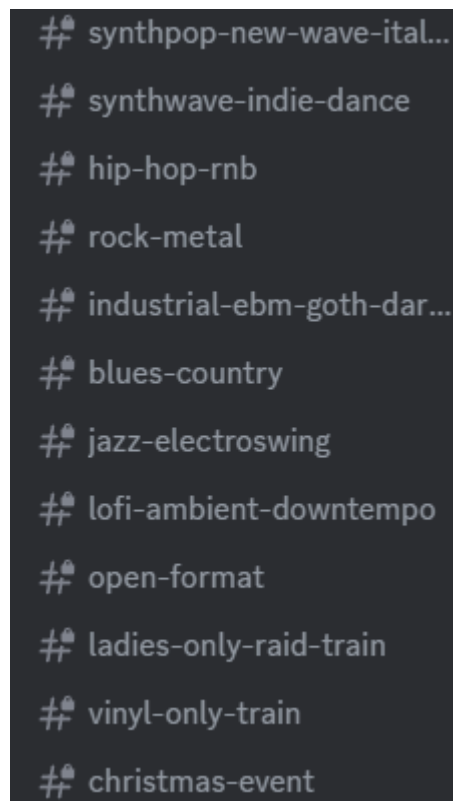 synthpop-new-wave-ital...
synthwave-indie-dance
hip-hop-rnb
rock-metal
industrial-ebm-goth-dar...
blues-country
jazz-electroswing
lofi-ambient-downtempo
open-format
ladies-only-raid-train
vinyl-only-train
christmas-event